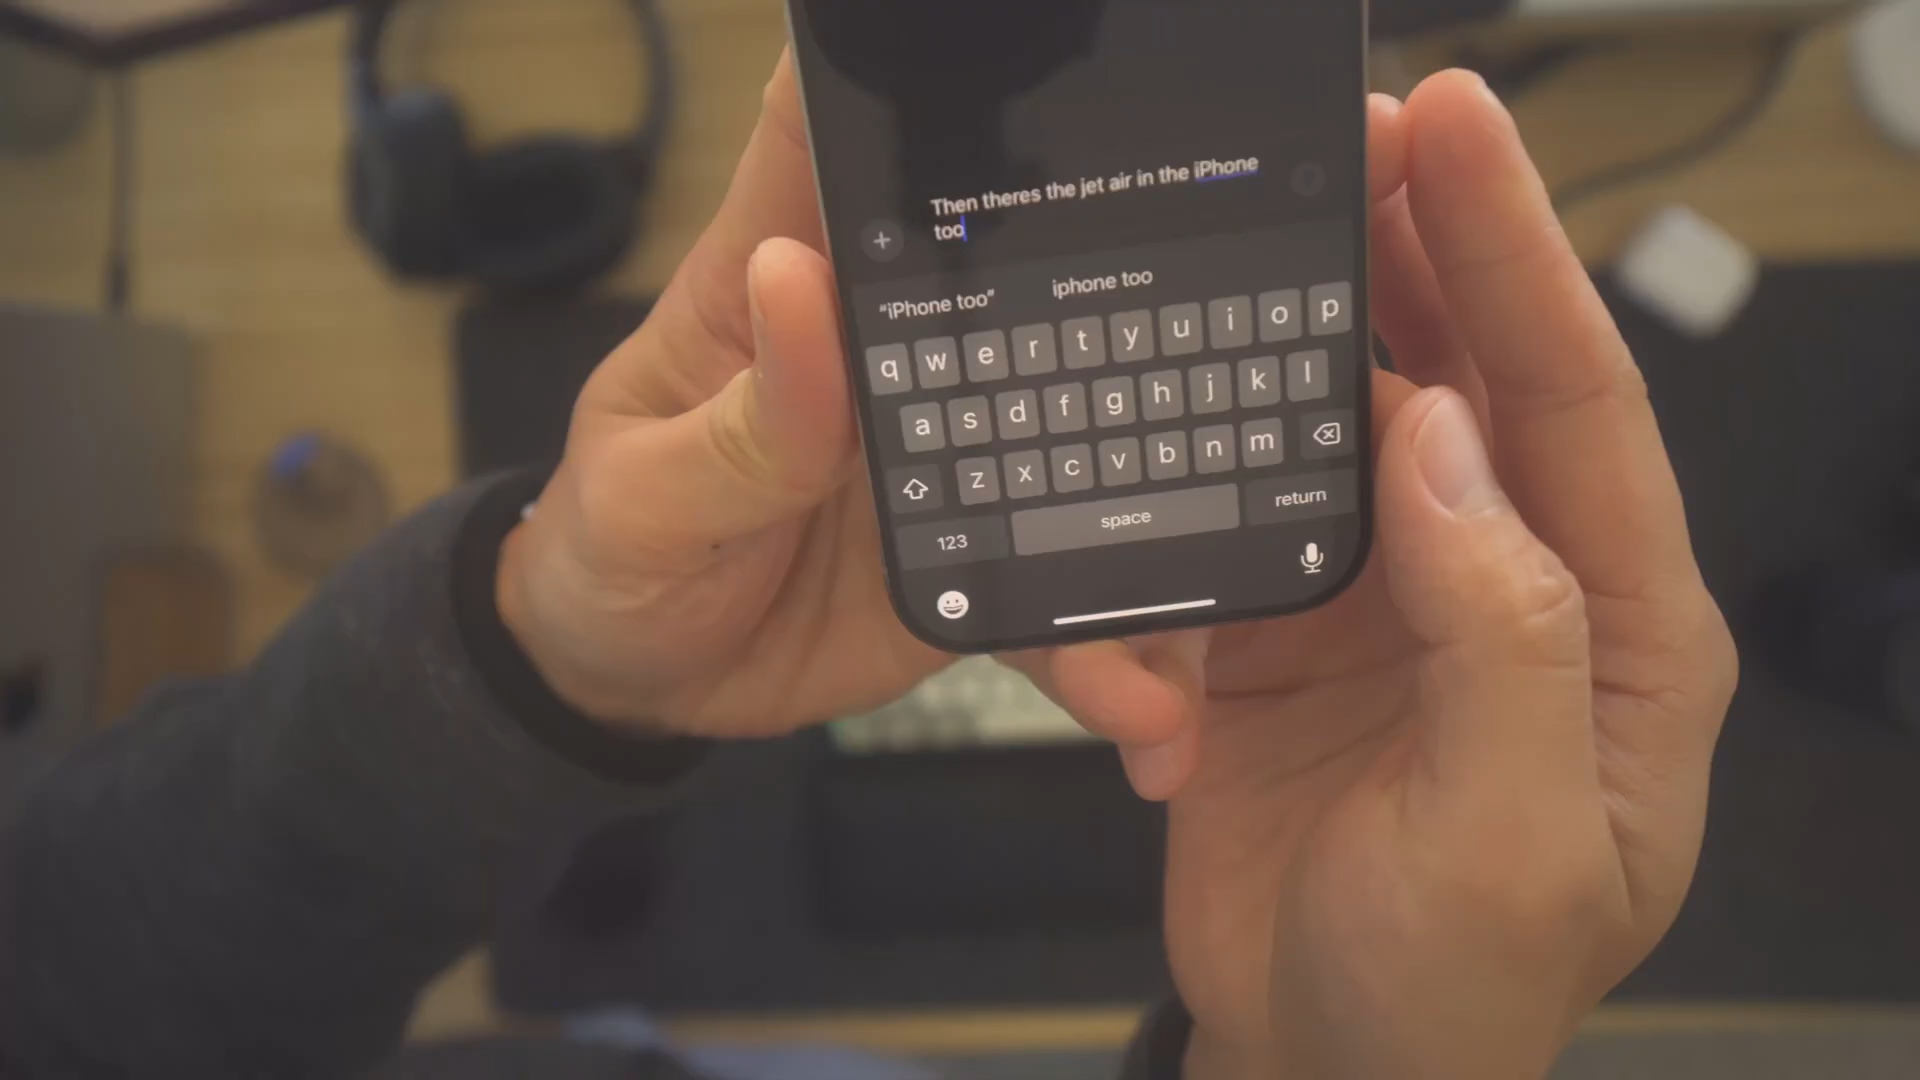 Then theres the jet air in the iPhone
too
“iPhone too” iphone too
q w e r t y u i o p
a s d f g h j k l
z x c v b n m
123 space return